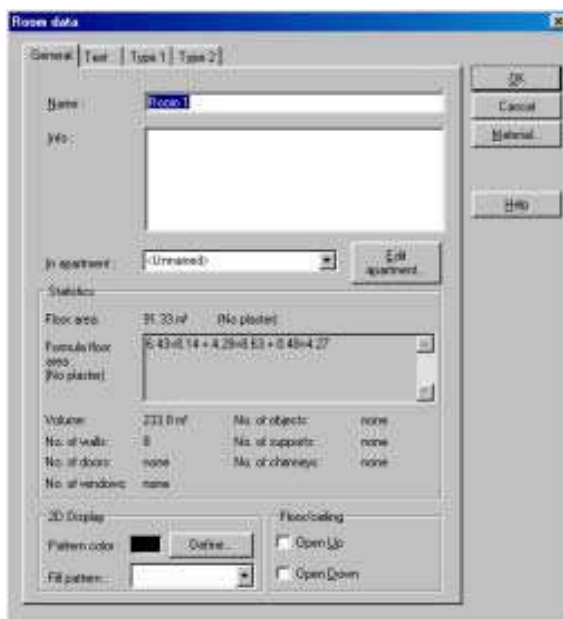 Room data
General Text Type 1 Type 2
OK
Name :
Room 1
Cancel
Info :
Material...
Help
In apartment :
<Unnamed>
Edit apartment...
Statistics
Floor area:
91.33 m²
(No plaster)
Formula floor area
(No plaster)
Volume:
No. of objects:
none
No. of walls:
8
No. of supports:
none
No. of doors:
none
No. of chimneys:
none
No. of windows:
none
2D Display
Floor/ceiling
Pattern color:
Define...
Open Up
Fill pattern:
Open Down